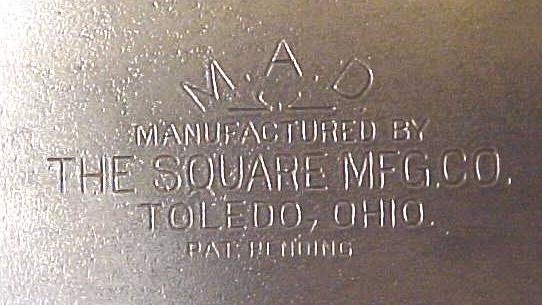 M.A.D
MANUFACTURED BY
THE SQUARE MFG.CO.
TOLEDO, OHIO.
PAT. PENDING